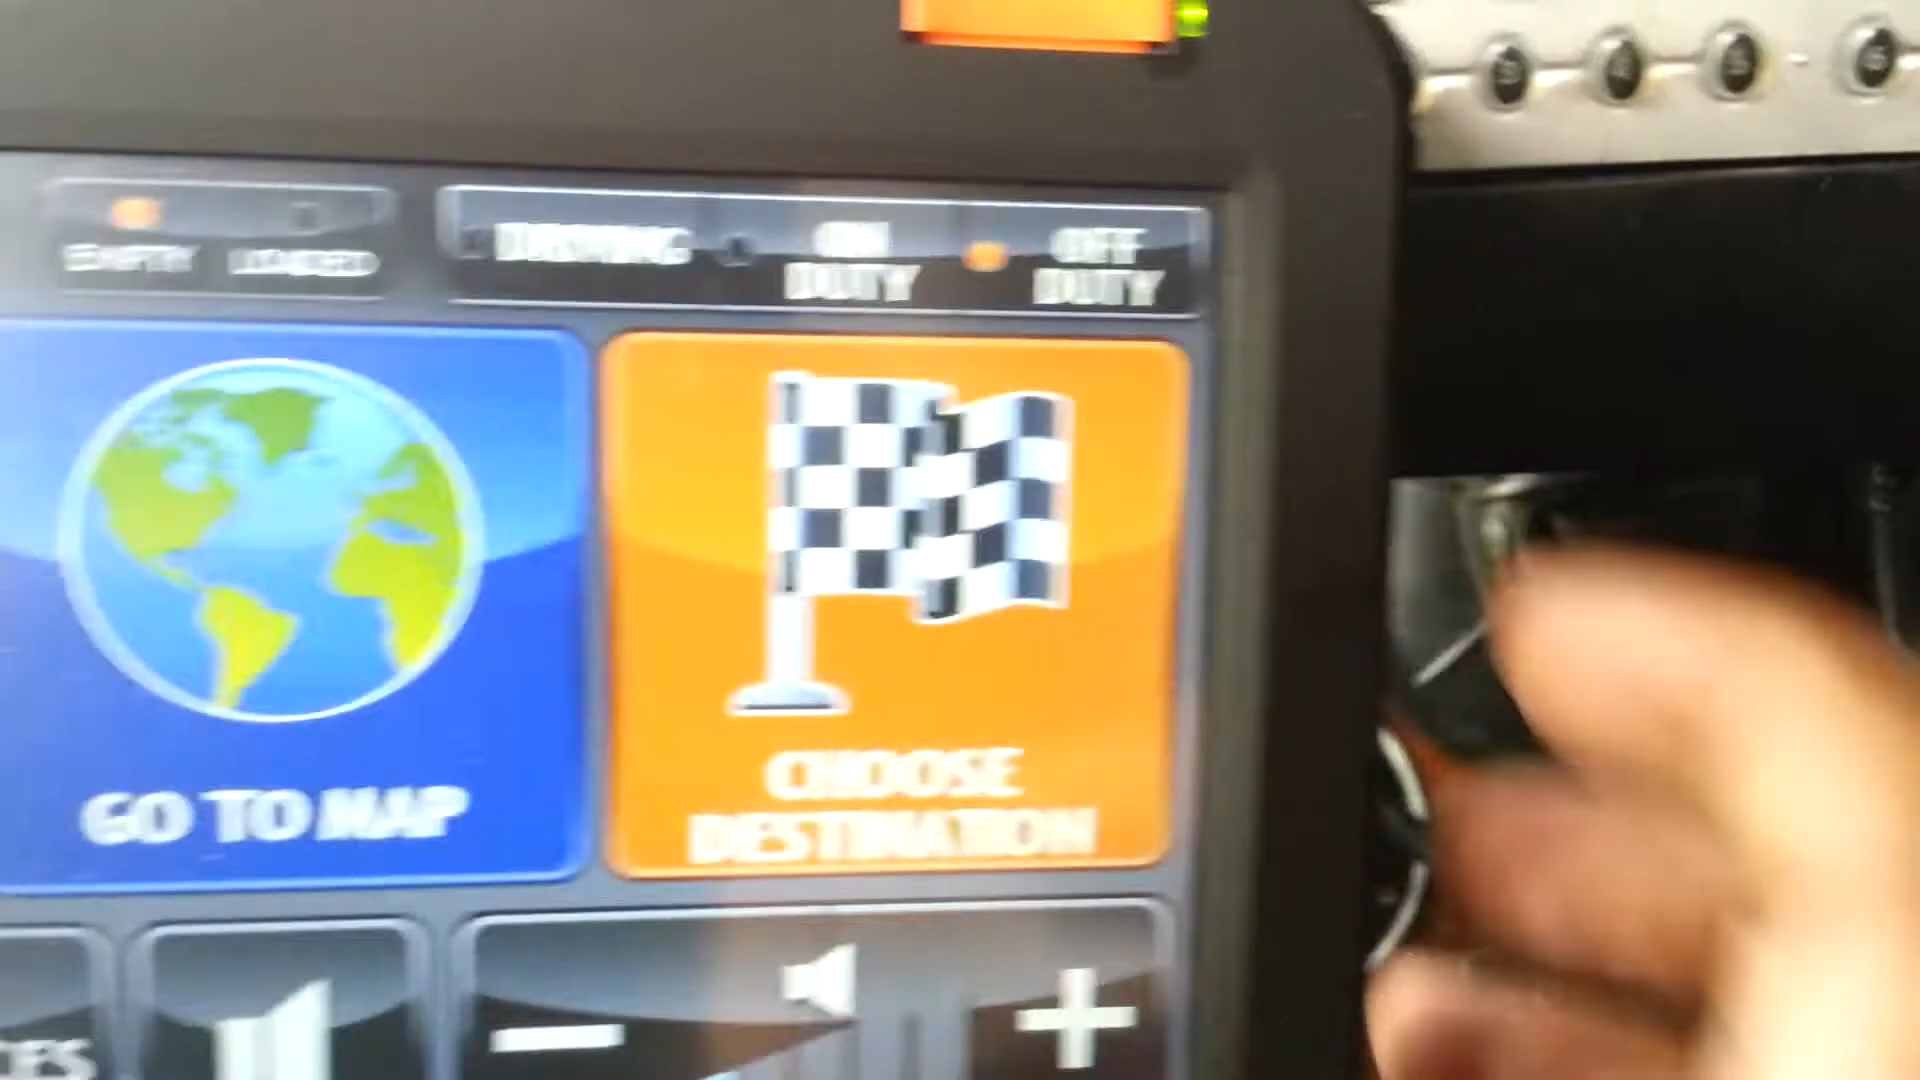 EMPTY LOADED
DRIVING
ON
DUTY
OFF
DUTY
GO TO MAP
CHOOSE
DESTINATION